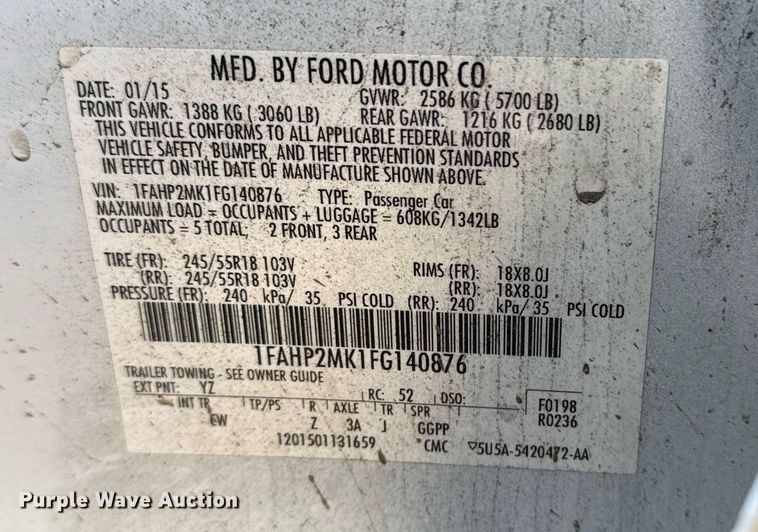 MFD. BY FORD MOTOR CO.
DATE: 01/15 GVWR: 2586 KG ( 5700 LB)
FRONT GAWR: 1388 KG ( 3060 LB) REAR GAWR: 1216 KG ( 2680 LB)
THIS VEHICLE CONFORMS TO ALL APPLICABLE FEDERAL MOTOR
VEHICLE SAFETY, BUMPER, AND THEFT PREVENTION STANDARDS
IN EFFECT ON THE DATE OF MANUFACTURE SHOWN ABOVE.
VIN: 1FAHP2MK1FG140876 TYPE: Passenger Car
MAXIMUM LOAD = OCCUPANTS + LUGGAGE = 608KG/1342LB
OCCUPANTS = 5 TOTAL; 2 FRONT, 3 REAR
TIRE (FR): 245/55R18 103V RIMS (FR): 18X8.0J
(RR): 245/55R18 103V (RR): 18X8.0J
PRESSURE (FR): 240 kPa/ 35 PSI COLD (RR): 240 kPa/ 35 PSI COLD
1FAHP2MK1FG140876
TRAILER TOWING - SEE OWNER GUIDE
EXT PNT: YZ RC: 52 DSO: F0198
INT TR TP/PS R AXLE TR SPR R0236
EW Z 3A J GGPP
1201501131659 CMC ▽5U5A-5420472-AA
Purple Wave Auction